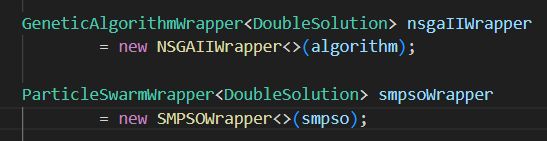 GeneticAlgorithmWrapper<DoubleSolution> nsgaIIWrapper
= new NSGAIIWrapper<>(algorithm);
ParticleSwarmWrapper<DoubleSolution> smpsoWrapper
= new SMPSOWrapper<>(smpso);